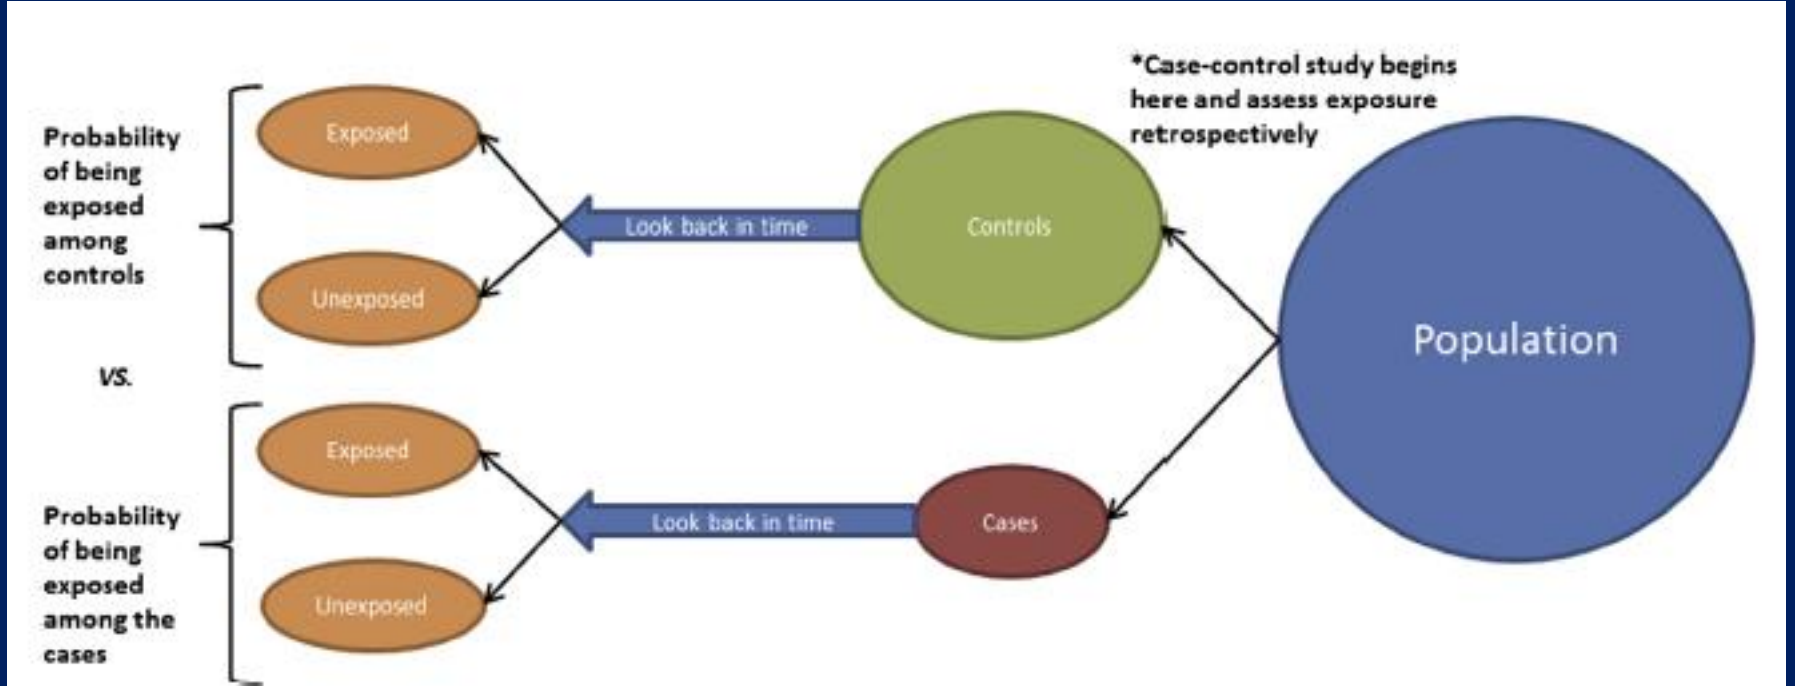 *Case-control study begins
here and assess exposure
retrospectively
Probability
of being
exposed
among
controls
Exposed
Unexposed
Look back in time
Controls
Population
VS.
Probability
of being
exposed
among the
cases
Exposed
Unexposed
Look back in time
Cases